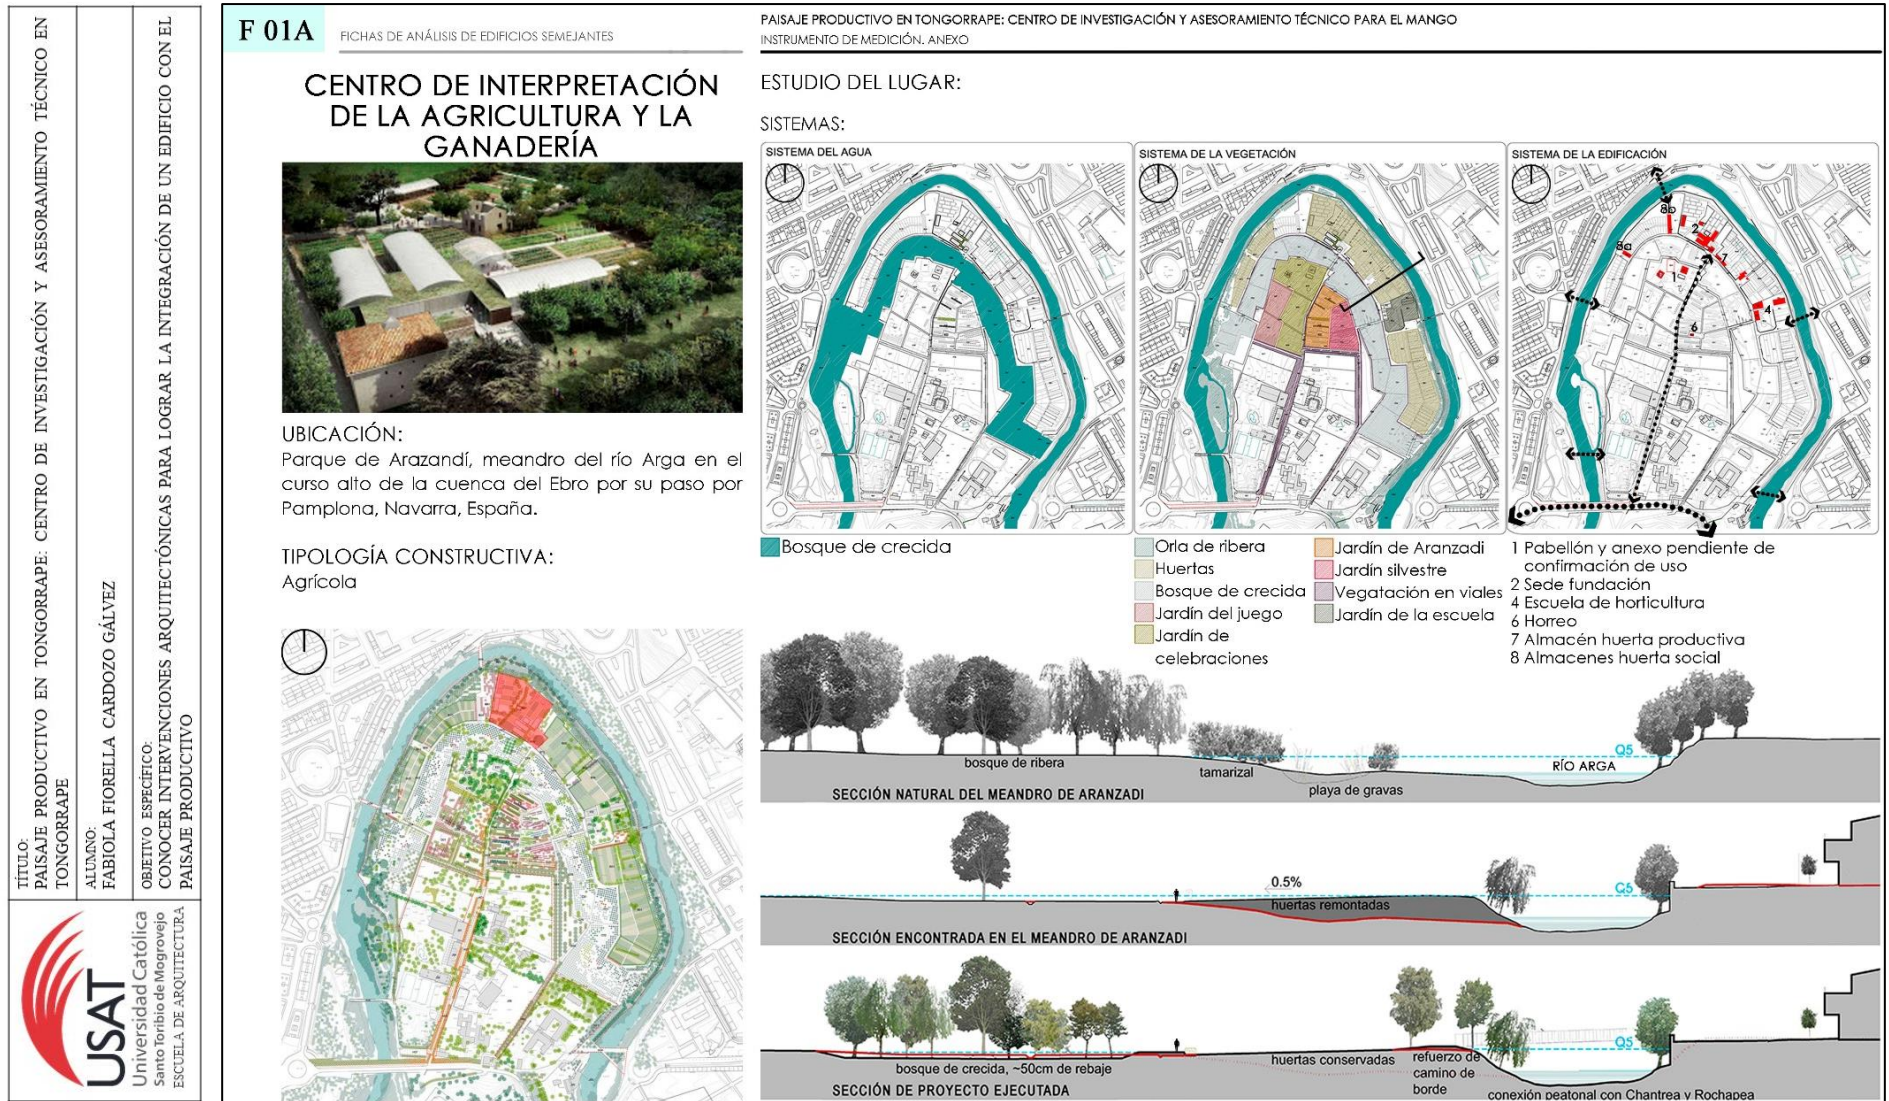 TÍTULO:
PAISAJE PRODUCTIVO EN TONGORRAPE: CENTRO DE INVESTIGACIÓN Y ASESORAMIENTO TÉCNICO EN
TONGORRAPE
ALUMNO:
FABIOLA FIORELLA CARDOZO GÁLVEZ
OBJETIVO ESPECÍFICO:
CONOCER INTERVENCIONES ARQUITECTÓNICAS PARA LOGRAR LA INTEGRACIÓN DE UN EDIFICIO CON EL
PAISAJE PRODUCTIVO
USAT
Universidad Católica
Santo Toribio de Mogrovejo
ESCUELA DE ARQUITECTURA
F 01A
FICHAS DE ANÁLISIS DE EDIFICIOS SEMEJANTES
PAISAJE PRODUCTIVO EN TONGORRAPE: CENTRO DE INVESTIGACIÓN Y ASESORAMIENTO TÉCNICO PARA EL MANGO
INSTRUMENTO DE MEDICIÓN. ANEXO
CENTRO DE INTERPRETACIÓN
DE LA AGRICULTURA Y LA
GANADERÍA
UBICACIÓN:
Parque de Arazandí, meandro del río Arga en el
curso alto de la cuenca del Ebro por su paso por
Pamplona, Navarra, España.
TIPOLOGÍA CONSTRUCTIVA:
Agrícola
ESTUDIO DEL LUGAR:
SISTEMAS:
SISTEMA DEL AGUA
Bosque de crecida
SISTEMA DE LA VEGETACIÓN
Orla de ribera
Huertas
Bosque de crecida
Jardín del juego
Jardín de
celebraciones
Jardín de Aranzadi
Jardín silvestre
Vegatación en viales
Jardín de la escuela
SISTEMA DE LA EDIFICACIÓN
8b
8a
2
7
1
4
6
1 Pabellón y anexo pendiente de
confirmación de uso
2 Sede fundación
4 Escuela de horticultura
6 Horreo
7 Almacén huerta productiva
8 Almacenes huerta social
bosque de ribera
tamarizal
playa de gravas
Q5
RÍO ARGA
SECCIÓN NATURAL DEL MEANDRO DE ARANZADI
0.5%
huertas remontadas
Q5
SECCIÓN ENCONTRADA EN EL MEANDRO DE ARANZADI
bosque de crecida, ~50cm de rebaje
huertas conservadas
refuerzo de
camino de
borde
Q5
conexión peatonal con Chantrea y Rochapea
SECCIÓN DE PROYECTO EJECUTADA